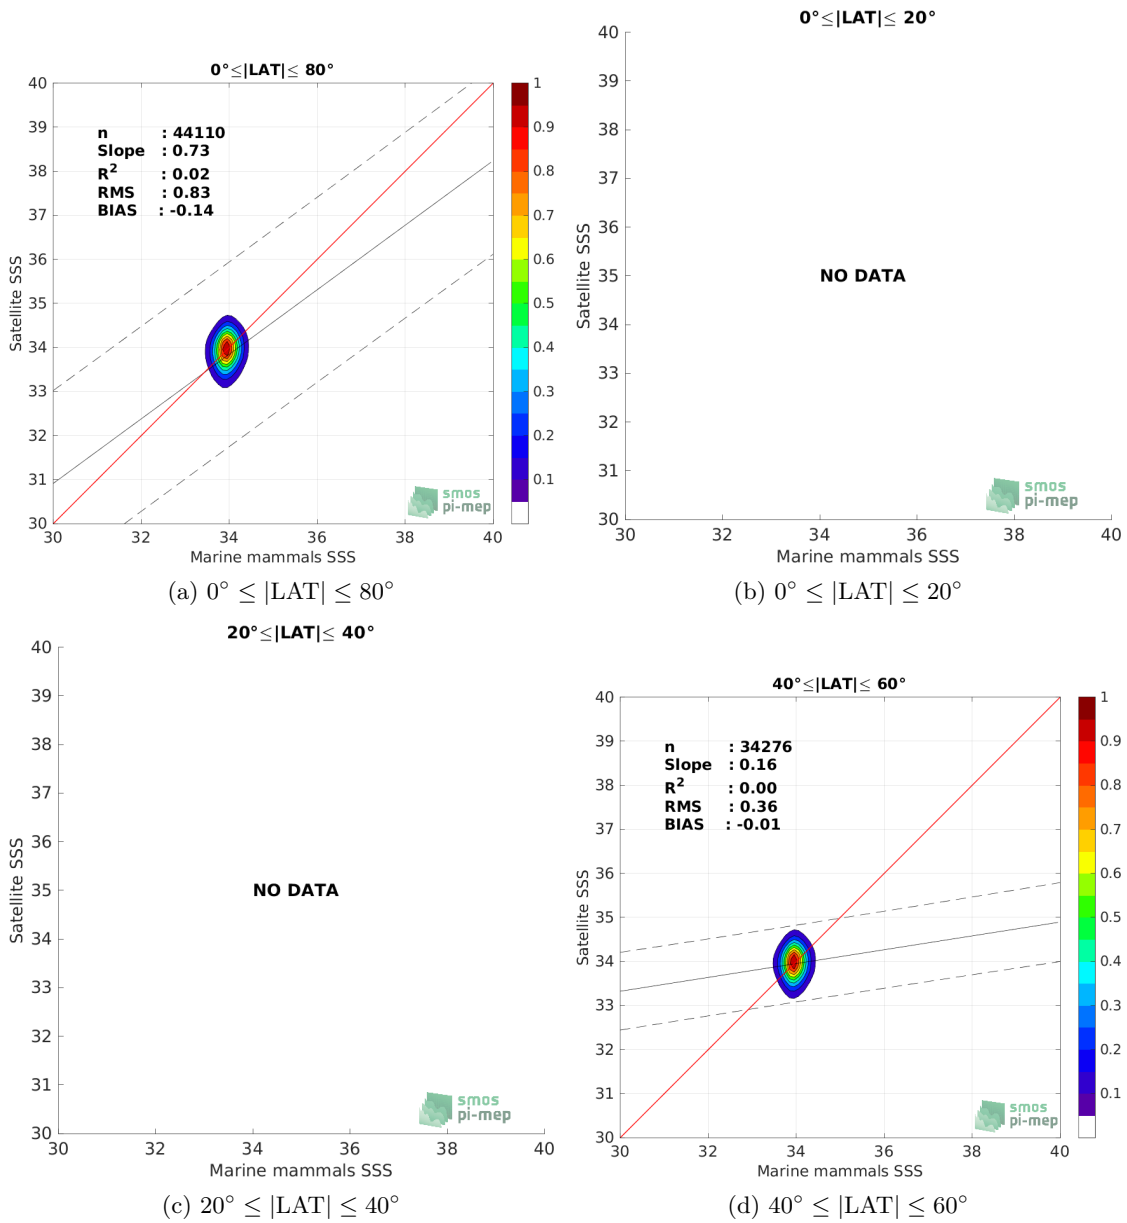 0°≤|LAT|≤ 80°
40
39
38
37
36
35
34
33
32
31
30
30
32
34
36
38
40
Satellite SSS
Marine mammals SSS
n : 44110
Slope : 0.73
R² : 0.02
RMS : 0.83
BIAS : -0.14
1
0.9
0.8
0.7
0.6
0.5
0.4
0.3
0.2
0.1
smos
pi-mep
(a) 0° ≤ |LAT| ≤ 80°
0°≤|LAT|≤ 20°
40
39
38
37
36
35
34
33
32
31
30
30
32
34
36
38
40
Satellite SSS
Marine mammals SSS
NO DATA
smos
pi-mep
(b) 0° ≤ |LAT| ≤ 20°
20°≤|LAT|≤ 40°
40
39
38
37
36
35
34
33
32
31
30
30
32
34
36
38
40
Satellite SSS
Marine mammals SSS
NO DATA
smos
pi-mep
(c) 20° ≤ |LAT| ≤ 40°
40°≤|LAT|≤ 60°
40
39
38
37
36
35
34
33
32
31
30
30
32
34
36
38
40
Satellite SSS
Marine mammals SSS
n : 34276
Slope : 0.16
R² : 0.00
RMS : 0.36
BIAS : -0.01
1
0.9
0.8
0.7
0.6
0.5
0.4
0.3
0.2
0.1
smos
pi-mep
(d) 40° ≤ |LAT| ≤ 60°